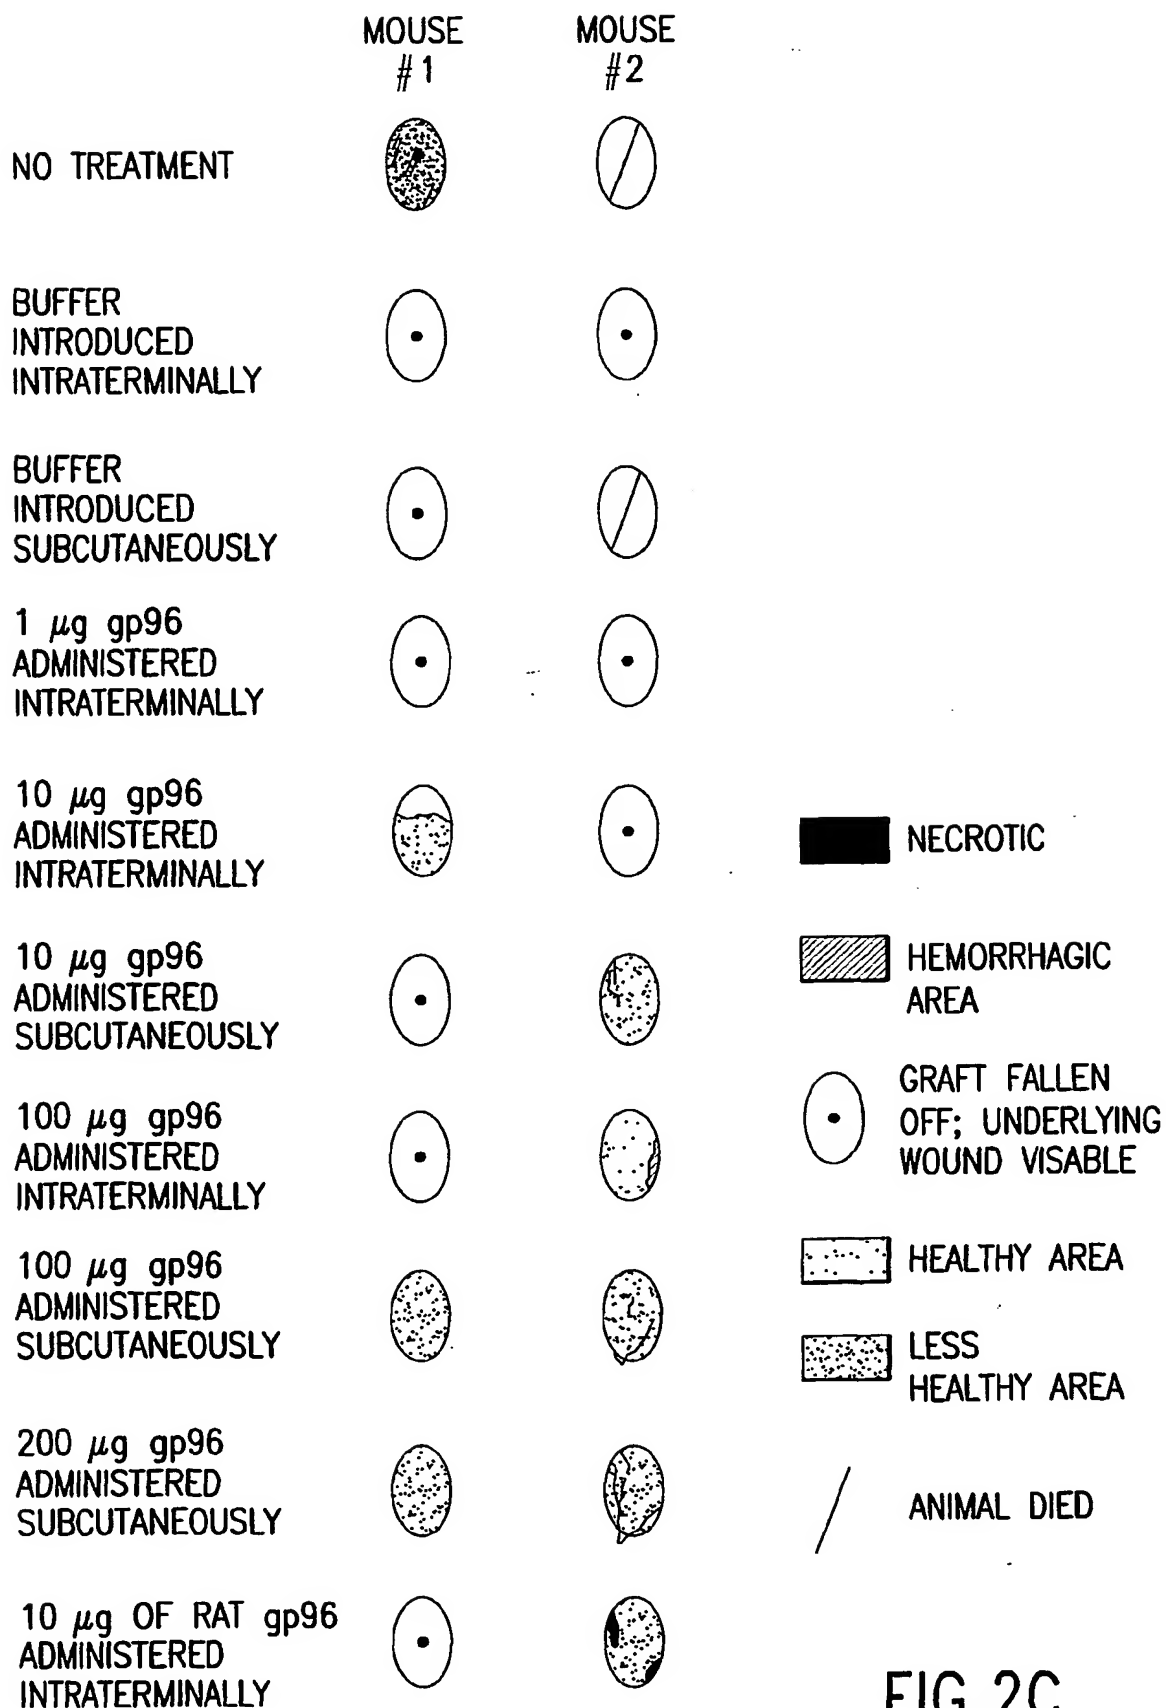 MOUSE
#1
MOUSE
#2
NO TREATMENT
BUFFER
INTRODUCED
INTRATERMINALLY
BUFFER
INTRODUCED
SUBCUTANEOUSLY
1 μg gp96
ADMINISTERED
INTRATERMINALLY
10 μg gp96
ADMINISTERED
INTRATERMINALLY
10 μg gp96
ADMINISTERED
SUBCUTANEOUSLY
100 μg gp96
ADMINISTERED
INTRATERMINALLY
100 μg gp96
ADMINISTERED
SUBCUTANEOUSLY
200 μg gp96
ADMINISTERED
SUBCUTANEOUSLY
10 μg OF RAT gp96
ADMINISTERED
INTRATERMINALLY
NECROTIC
HEMORRHAGIC
AREA
GRAFT FALLEN
OFF; UNDERLYING
WOUND VISABLE
HEALTHY AREA
LESS
HEALTHY AREA
ANIMAL DIED
FIG.2C